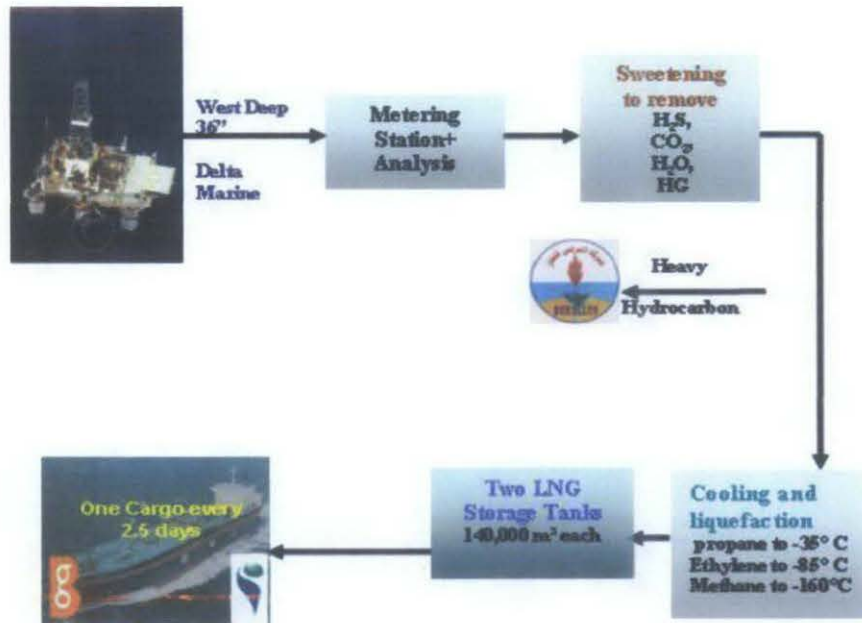 West Deep
36"
Delta
Marine
Metering
Station+
Analysis
Sweetening
to remove
H₂S,
CO₂,
H₂O,
HG
Heavy
Hydrocarbon
Cooling and
liquefaction
propane to -35° C
Ethylene to -85° C
Methane to -160°C
Two LNG
Storage Tanks
140,000 m³ each
One Cargo every
2.5 days
BG